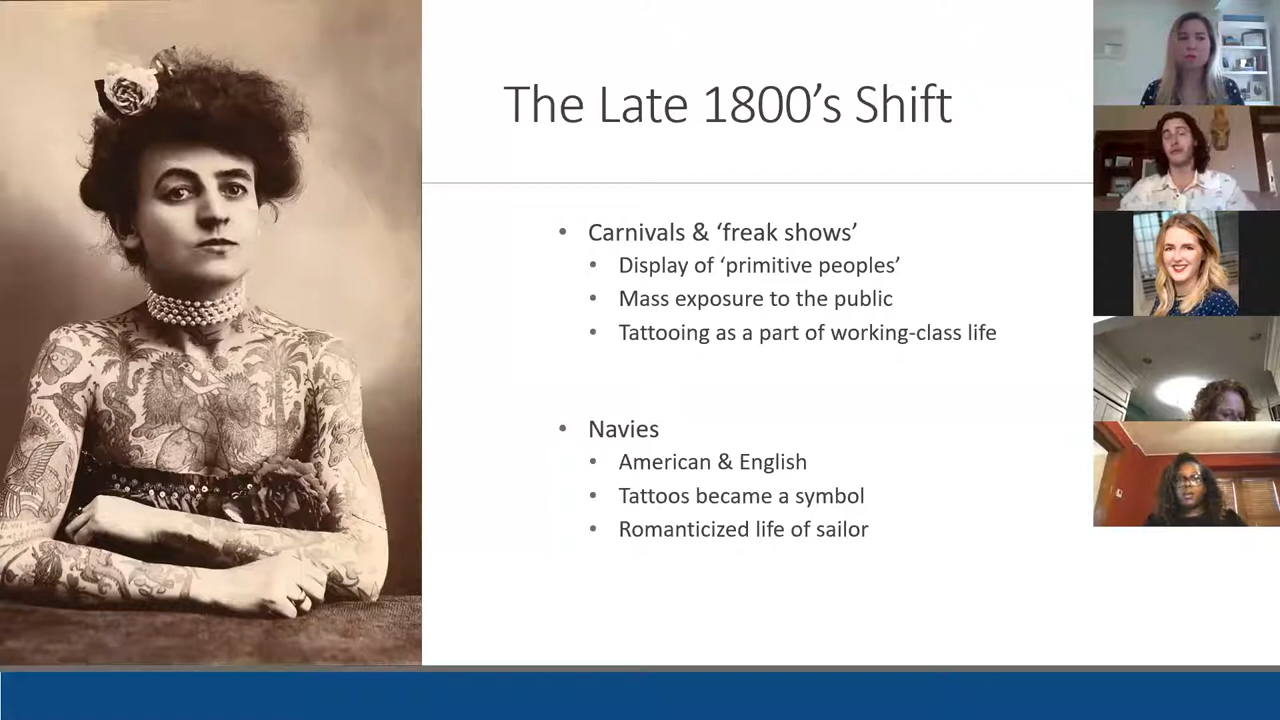 The Late 1800’s Shift
• Carnivals & ‘freak shows’
• Display of ‘primitive peoples’
• Mass exposure to the public
• Tattooing as a part of working-class life
• Navies
• American & English
• Tattoos became a symbol
• Romanticized life of sailor